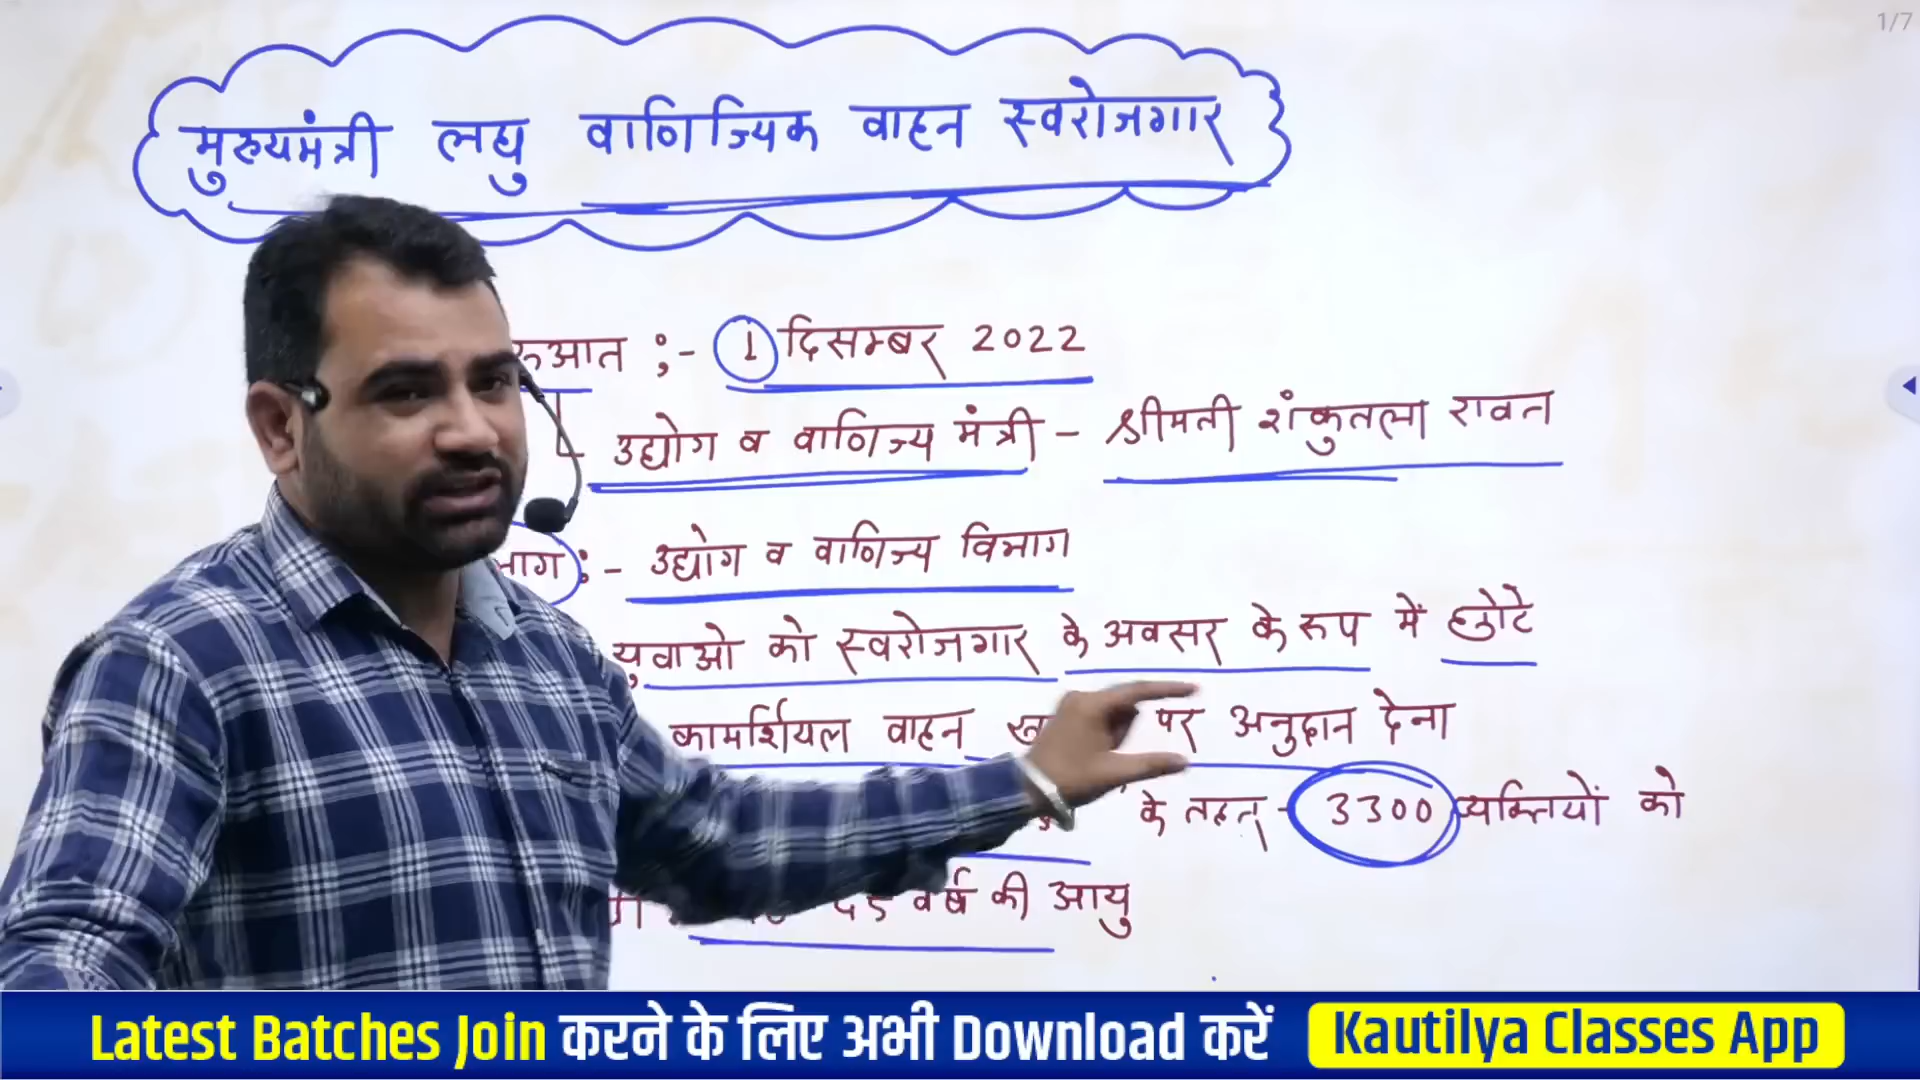 1/7
मुख्यमंत्री लघु वाणिज्यिक वाहन स्वरोजगार
रुआत :- 1 दिसम्बर 2022
उद्योग व वाणिज्य मंत्री - श्रीमती शंकुतला रावत
भाग :- उद्योग व वाणिज्य विभाग
युवाओ को स्वरोजगार के अवसर के रूप में छोटे
कामर्शियल वाहन पर अनुदान देना
के तहत् - 3300 व्यक्तियों को
वर्ष की आयु
Latest Batches Join करने के लिए अभी Download करें Kautilya Classes App